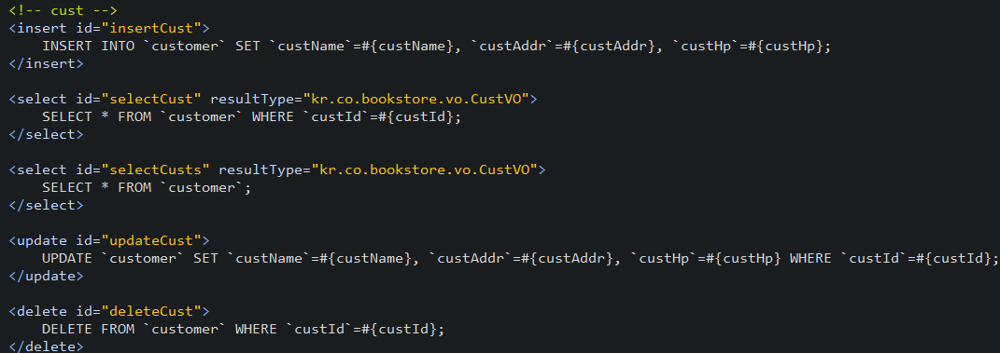 <!-- cust -->
<insert id="insertCust">
    INSERT INTO `customer` SET `custName`=#{custName}, `custAddr`=#{custAddr}, `custHp`=#{custHp};
</insert>
<select id="selectCust" resultType="kr.co.bookstore.vo.CustVO">
    SELECT * FROM `customer` WHERE `custId`=#{custId};
</select>
<select id="selectCusts" resultType="kr.co.bookstore.vo.CustVO">
    SELECT * FROM `customer`;
</select>
<update id="updateCust">
    UPDATE `customer` SET `custName`=#{custName}, `custAddr`=#{custAddr}, `custHp`=#{custHp} WHERE `custId`=#{custId};
</update>
<delete id="deleteCust">
    DELETE FROM `customer` WHERE `custId`=#{custId};
</delete>